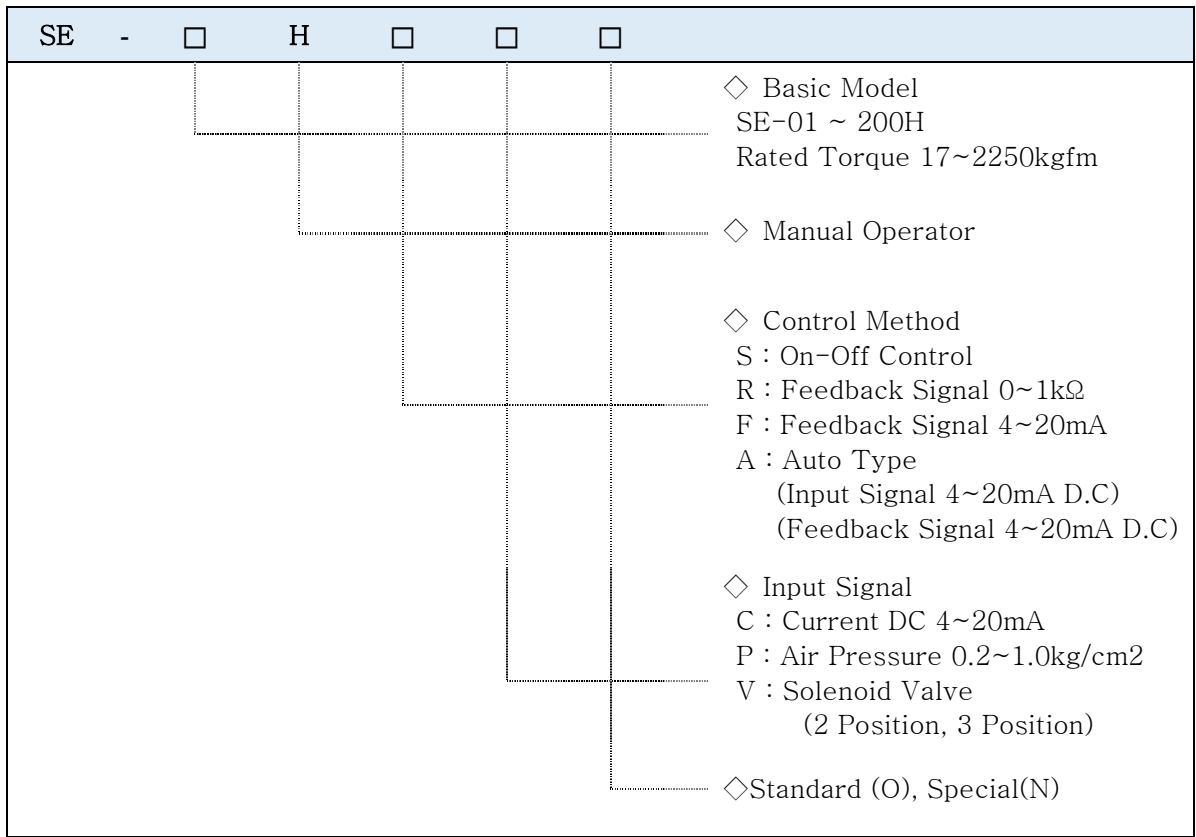 SE - □ H □ □ □
◇ Basic Model
SE-01 ~ 200H
Rated Torque 17~2250kgfm
◇ Manual Operator
◇ Control Method
S : On-Off Control
R : Feedback Signal 0~1kΩ
F : Feedback Signal 4~20mA
A : Auto Type
(Input Signal 4~20mA D.C)
(Feedback Signal 4~20mA D.C)
◇ Input Signal
C : Current DC 4~20mA
P : Air Pressure 0.2~1.0kg/cm2
V : Solenoid Valve
(2 Position, 3 Position)
◇Standard (O), Special(N)